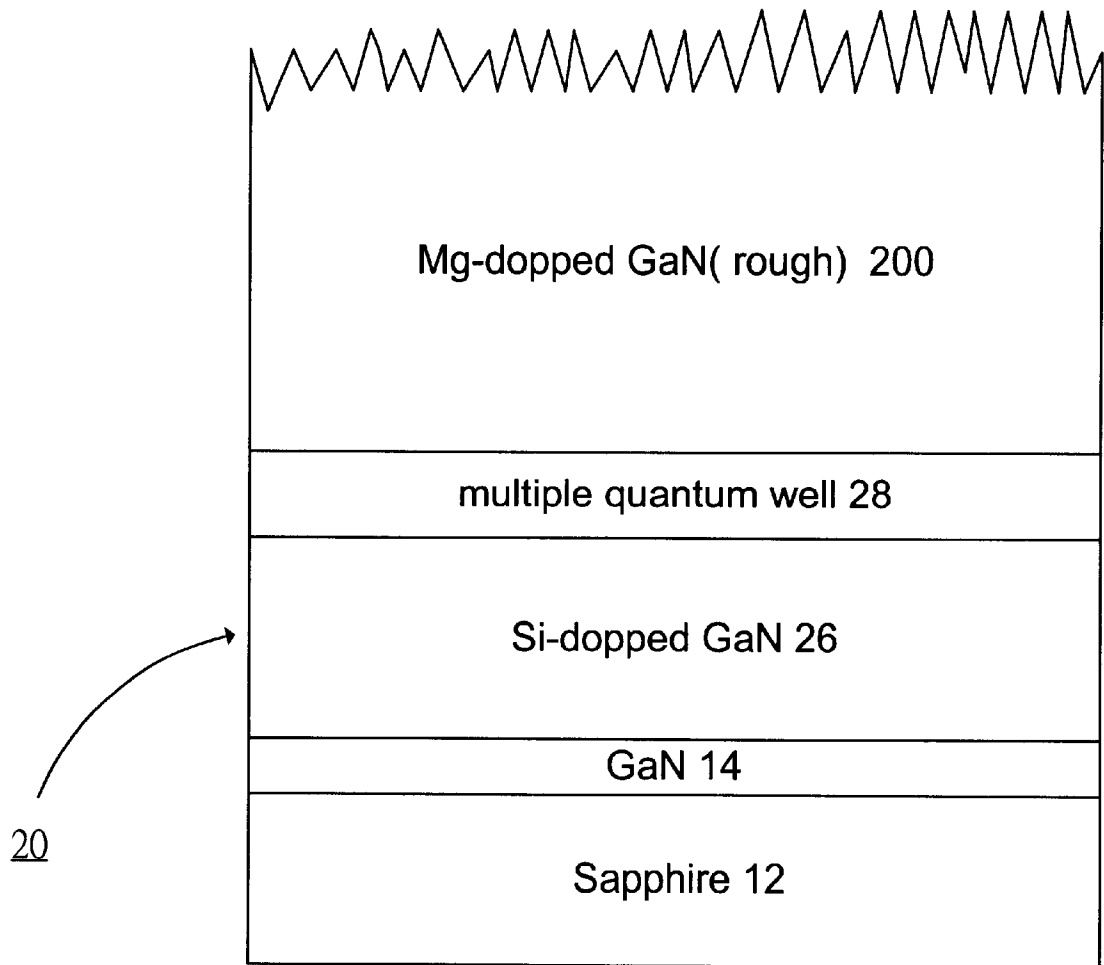 Mg-dopped GaN( rough) 200
multiple quantum well 28
Si-dopped GaN 26
GaN 14
20
Sapphire 12